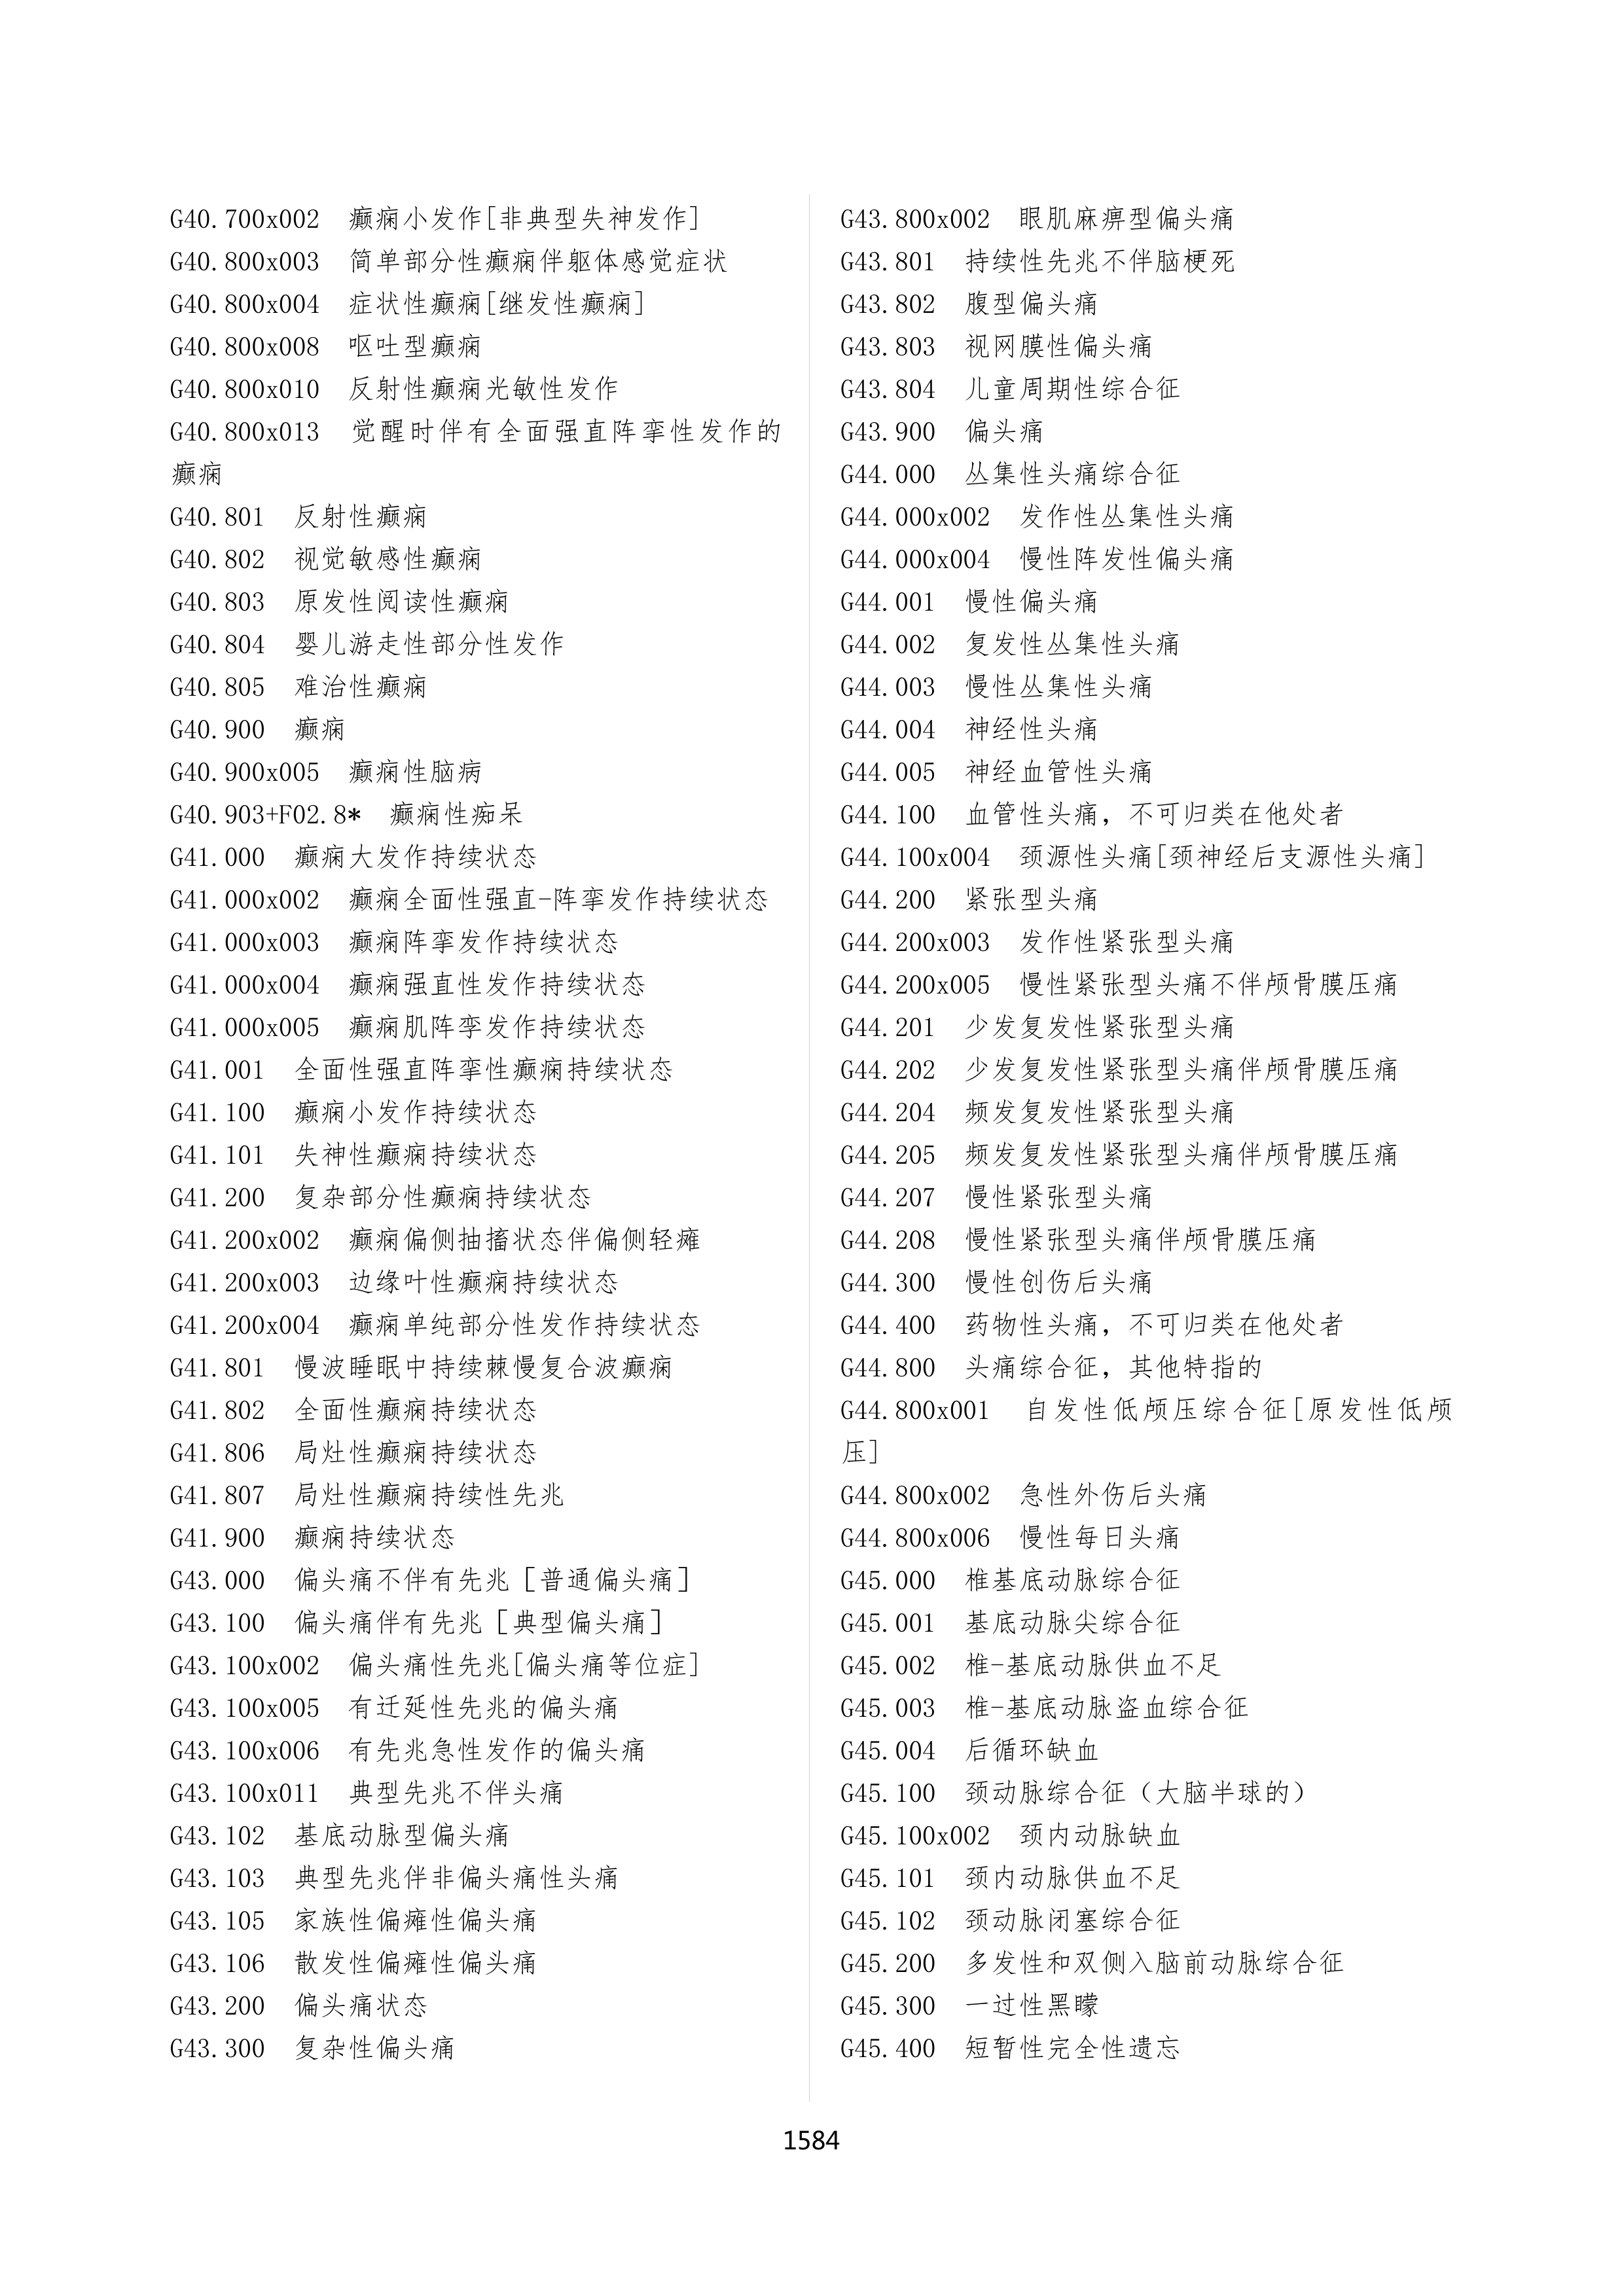 G40.700x002 癫痫小发作[非典型失神发作]
G40.800x003 简单部分性癫痫伴躯体感觉症状
G40.800x004 症状性癫痫[继发性癫痫]
G40.800x008 呕吐型癫痫
G40.800x010 反射性癫痫光敏性发作
G40.800x013 觉醒时伴有全面强直阵挛性发作的
癫痫
G40.801 反射性癫痫
G40.802 视觉敏感性癫痫
G40.803 原发性阅读性癫痫
G40.804 婴儿游走性部分性发作
G40.805 难治性癫痫
G40.900 癫痫
G40.900x005 癫痫性脑病
G40.903+F02.8* 癫痫性痴呆
G41.000 癫痫大发作持续状态
G41.000x002 癫痫全面性强直-阵挛发作持续状态
G41.000x003 癫痫阵挛发作持续状态
G41.000x004 癫痫强直性发作持续状态
G41.000x005 癫痫肌阵挛发作持续状态
G41.001 全面性强直阵挛性癫痫持续状态
G41.100 癫痫小发作持续状态
G41.101 失神性癫痫持续状态
G41.200 复杂部分性癫痫持续状态
G41.200x002 癫痫偏侧抽搐状态伴偏侧轻瘫
G41.200x003 边缘叶性癫痫持续状态
G41.200x004 癫痫单纯部分性发作持续状态
G41.801 慢波睡眠中持续棘慢复合波癫痫
G41.802 全面性癫痫持续状态
G41.806 局灶性癫痫持续状态
G41.807 局灶性癫痫持续性先兆
G41.900 癫痫持续状态
G43.000 偏头痛不伴有先兆［普通偏头痛］
G43.100 偏头痛伴有先兆［典型偏头痛］
G43.100x002 偏头痛性先兆[偏头痛等位症]
G43.100x005 有迁延性先兆的偏头痛
G43.100x006 有先兆急性发作的偏头痛
G43.100x011 典型先兆不伴头痛
G43.102 基底动脉型偏头痛
G43.103 典型先兆伴非偏头痛性头痛
G43.105 家族性偏瘫性偏头痛
G43.106 散发性偏瘫性偏头痛
G43.200 偏头痛状态
G43.300 复杂性偏头痛
G43.800x002 眼肌麻痹型偏头痛
G43.801 持续性先兆不伴脑梗死
G43.802 腹型偏头痛
G43.803 视网膜性偏头痛
G43.804 儿童周期性综合征
G43.900 偏头痛
G44.000 丛集性头痛综合征
G44.000x002 发作性丛集性头痛
G44.000x004 慢性阵发性偏头痛
G44.001 慢性偏头痛
G44.002 复发性丛集性头痛
G44.003 慢性丛集性头痛
G44.004 神经性头痛
G44.005 神经血管性头痛
G44.100 血管性头痛，不可归类在他处者
G44.100x004 颈源性头痛[颈神经后支源性头痛]
G44.200 紧张型头痛
G44.200x003 发作性紧张型头痛
G44.200x005 慢性紧张型头痛不伴颅骨膜压痛
G44.201 少发复发性紧张型头痛
G44.202 少发复发性紧张型头痛伴颅骨膜压痛
G44.204 频发复发性紧张型头痛
G44.205 频发复发性紧张型头痛伴颅骨膜压痛
G44.207 慢性紧张型头痛
G44.208 慢性紧张型头痛伴颅骨膜压痛
G44.300 慢性创伤后头痛
G44.400 药物性头痛，不可归类在他处者
G44.800 头痛综合征，其他特指的
G44.800x001 自发性低颅压综合征[原发性低颅
压]
G44.800x002 急性外伤后头痛
G44.800x006 慢性每日头痛
G45.000 椎基底动脉综合征
G45.001 基底动脉尖综合征
G45.002 椎-基底动脉供血不足
G45.003 椎-基底动脉盗血综合征
G45.004 后循环缺血
G45.100 颈动脉综合征（大脑半球的）
G45.100x002 颈内动脉缺血
G45.101 颈内动脉供血不足
G45.102 颈动脉闭塞综合征
G45.200 多发性和双侧入脑前动脉综合征
G45.300 一过性黑矇
G45.400 短暂性完全性遗忘
1584